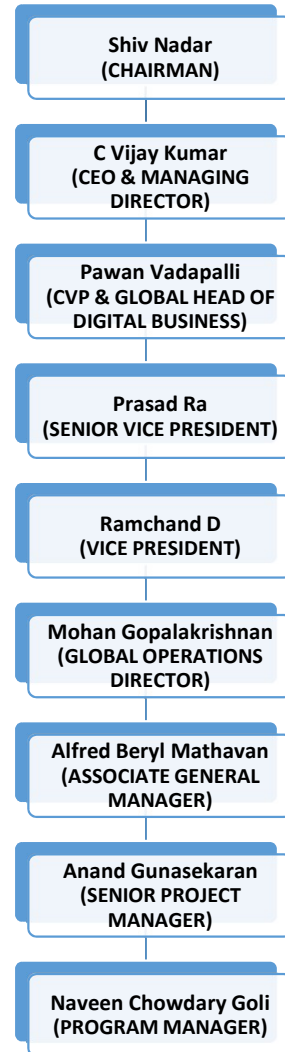 Shiv Nadar
(CHAIRMAN)
C Vijay Kumar
(CEO & MANAGING
DIRECTOR)
Pawan Vadapalli
(CVP & GLOBAL HEAD OF
DIGITAL BUSINESS)
Prasad Ra
(SENIOR VICE PRESIDENT)
Ramchand D
(VICE PRESIDENT)
Mohan Gopalakrishnan
(GLOBAL OPERATIONS
DIRECTOR)
Alfred Beryl Mathavan
(ASSOCIATE GENERAL
MANAGER)
Anand Gunasekaran
(SENIOR PROJECT
MANAGER)
Naveen Chowdary Goli
(PROGRAM MANAGER)